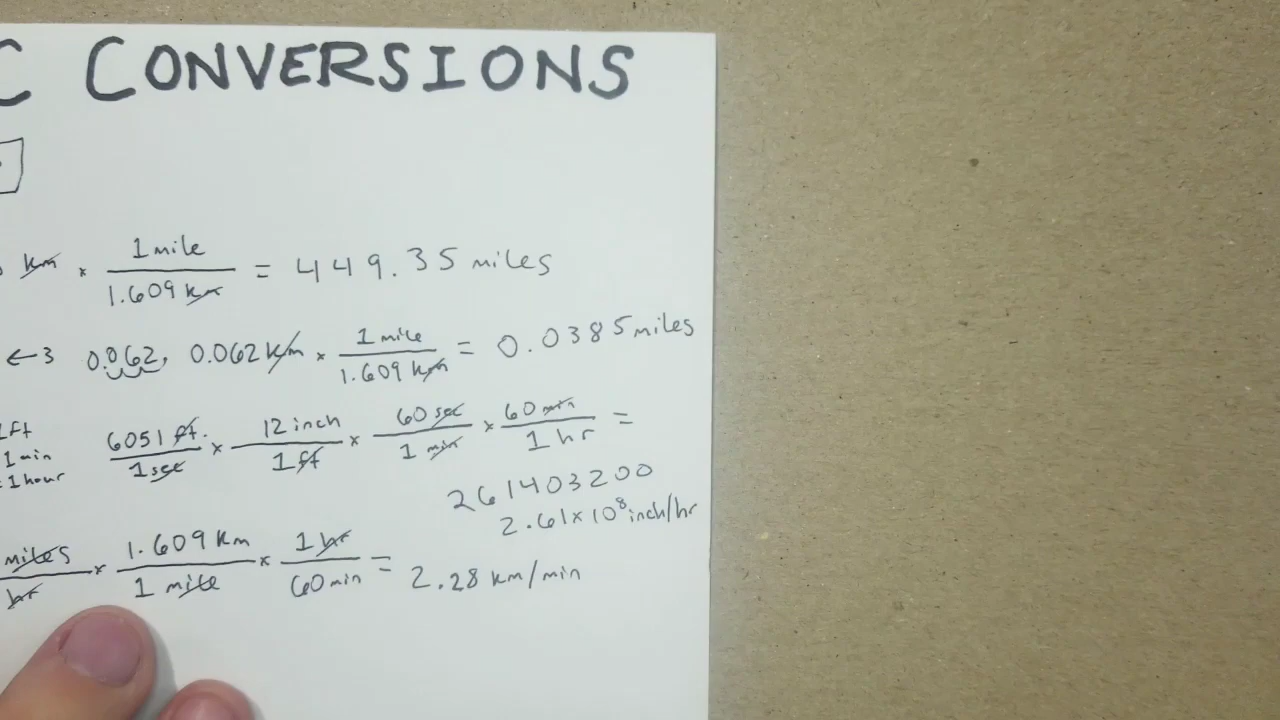 C CONVERSIONS
km × 1 mile / 1.609 km = 449.35 miles
← 3 0.062, 0.062 km × 1 mile / 1.609 km = 0.0385 miles
1ft
1 min
= 1 hour
6051 ft. / 1 sec × 12 inch / 1 ft × 60 sec / 1 min × 60 min / 1 hr =
261403200
2.61×10⁸ inch/hr
miles / hr × 1.609 km / 1 mile × 1 hr / 60 min = 2.28 km/min